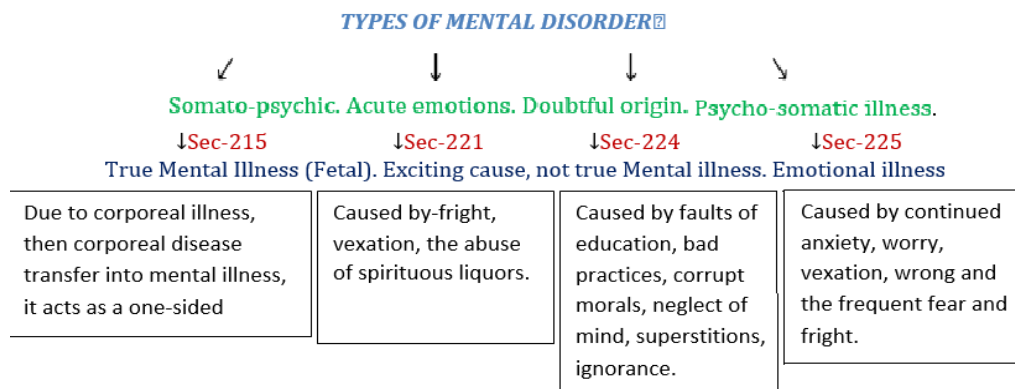 TYPES OF MENTAL DISORDER
↙ ↓ ↓ ↘
Somato-psychic. Acute emotions. Doubtful origin. Psycho-somatic illness.
↓Sec-215 ↓Sec-221 ↓Sec-224 ↓Sec-225
True Mental Illness (Fetal). Exciting cause, not true Mental illness. Emotional illness
Due to corporeal illness,
then corporeal disease
transfer into mental illness,
it acts as a one-sided
Caused by-fright,
vexation, the abuse
of spirituous liquors.
Caused by faults of
education, bad
practices, corrupt
morals, neglect of
mind, superstitions,
ignorance.
Caused by continued
anxiety, worry,
vexation, wrong and
the frequent fear and
fright.